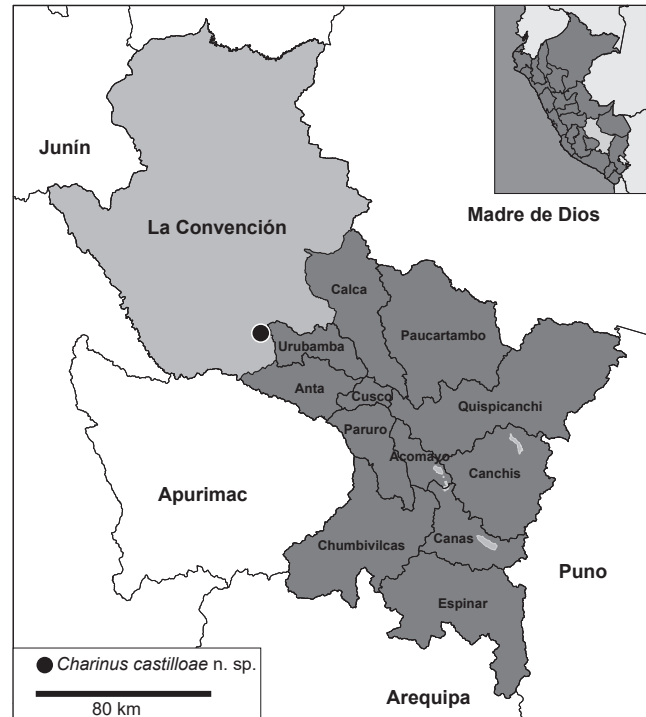 Junín
Madre de Dios
La Convención
Calca
Paucartambo
Urubamba
Anta
Cusco
Quispicanchi
Paruro
Acomayo
Canchis
Apurimac
Chumbivilcas
Canas
Puno
Espinar
Charinus castilloae n. sp.
80 km
Arequipa